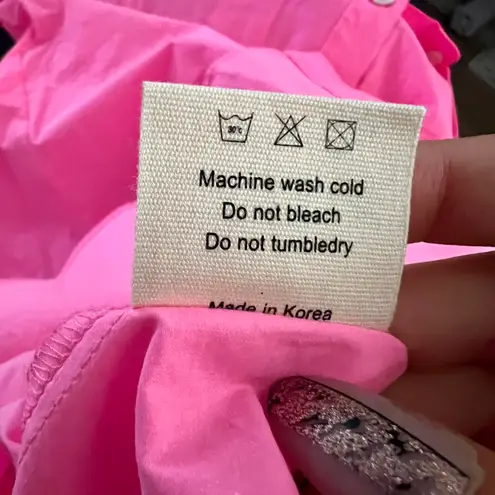 30°c
Machine wash cold
Do not bleach
Do not tumbledry
Made in Korea